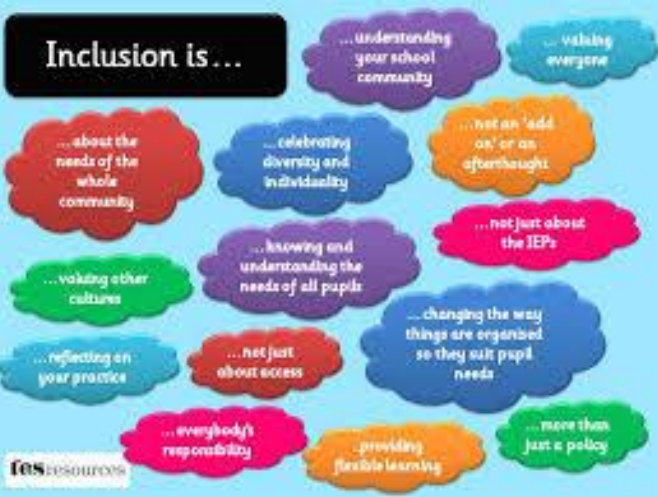 Inclusion is...
...understanding
your school
community
... valuing
everyone
...about the
needs of the
whole
community
...celebrating
diversity and
individuality
...not an 'add
on' or an
afterthought
...knowing and
understanding the
needs of all pupils
...not just about
the IEPs
...valuing other
cultures
...changing the way
things are organised
so they suit pupil
needs
...reflecting on
your practice
...not just
about access
...everybody's
responsibility
..providing
flexible learning
...more than
just a policy
tes resources